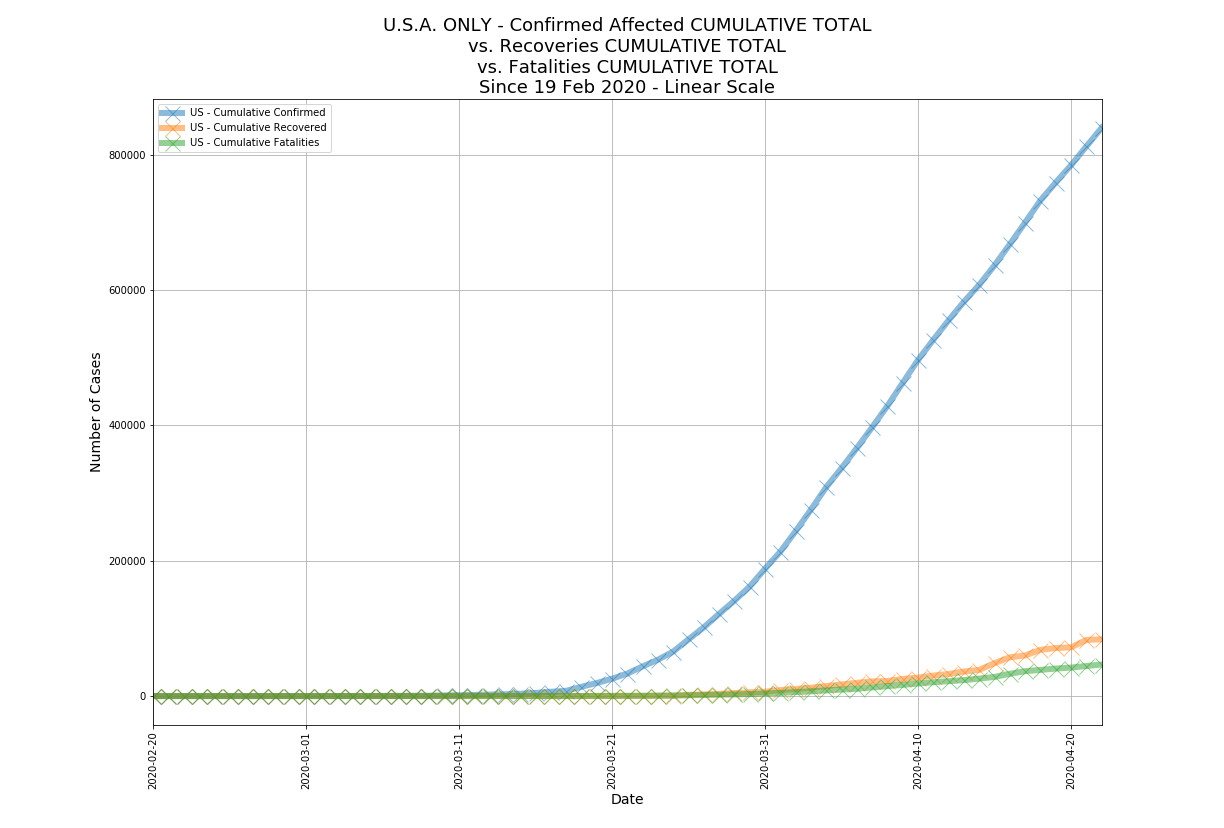 U.S.A. ONLY - Confirmed Affected CUMULATIVE TOTAL
vs. Recoveries CUMULATIVE TOTAL
vs. Fatalities CUMULATIVE TOTAL
Since 19 Feb 2020 - Linear Scale
US - Cumulative Confirmed
US - Cumulative Recovered
US - Cumulative Fatalities
Number of Cases
800000
600000
400000
200000
0
2020-02-20
2020-03-01
2020-03-11
2020-03-21
2020-03-31
2020-04-10
2020-04-20
Date